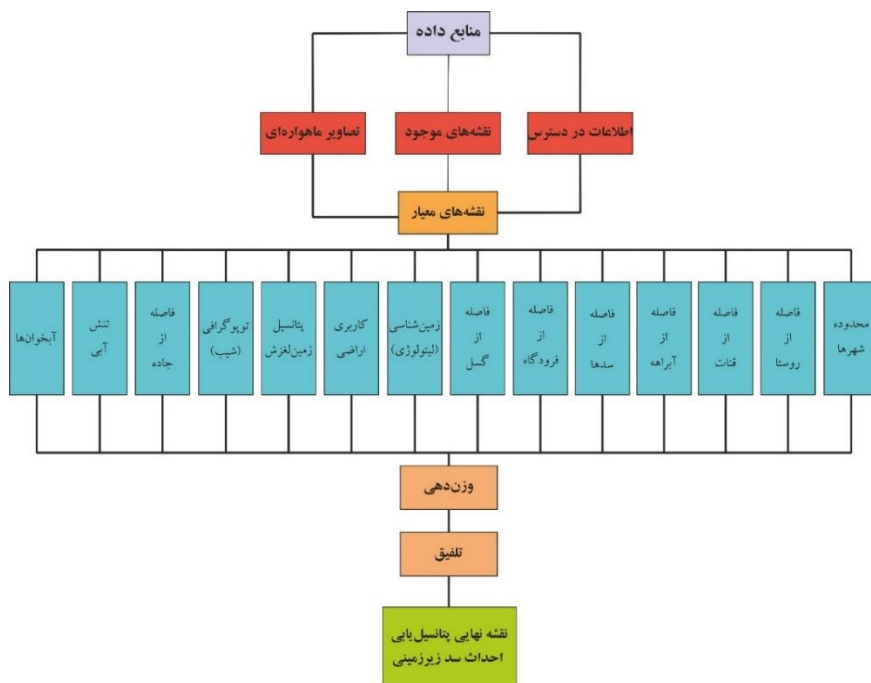 منابع داده
اطلاعات در دسترس
نقشه‌های موجود
تصاویر ماهواره‌ای
نقشه‌های معیار
محدوده
شهرها
فاصله
از
روستا
فاصله
از
قنات
فاصله
از
آبراهه
فاصله
از
سدها
فاصله
از
فرودگاه
فاصله
از
گسل
زمین‌شناسی
(لیتولوژی)
کاربری
اراضی
پتانسیل
زمین‌لغزش
توپوگرافی
(شیب)
فاصله
از
جاده
تنش
آبی
آبخوان‌ها
وزن‌دهی
تلفیق
نقشه نهایی پتانسیل‌یابی
احداث سد زیرزمینی